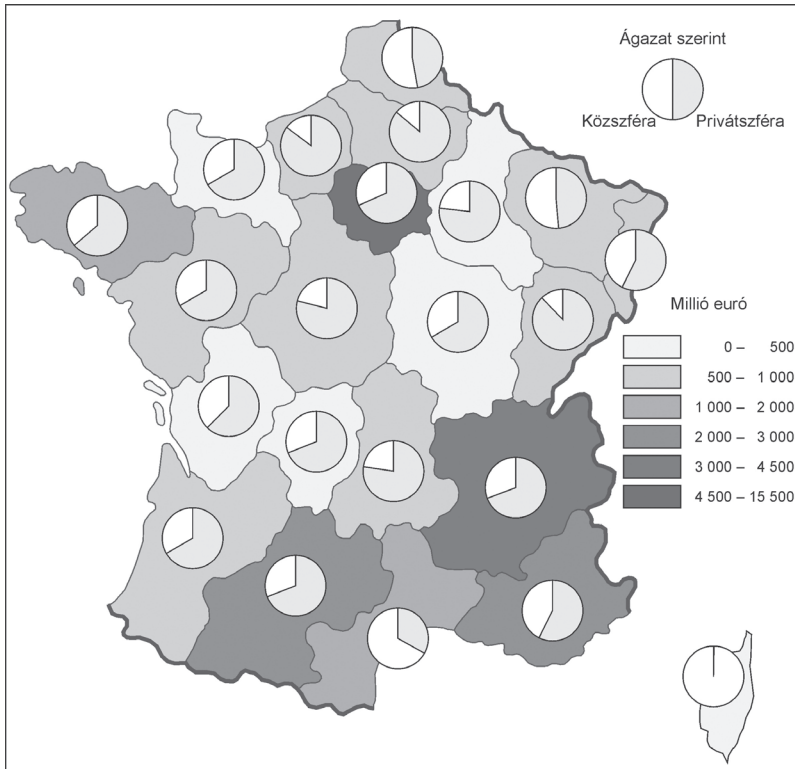 Ágazat szerint
Közszféra Privátszféra
Millió euró
0 – 500
500 – 1 000
1 000 – 2 000
2 000 – 3 000
3 000 – 4 500
4 500 – 15 500